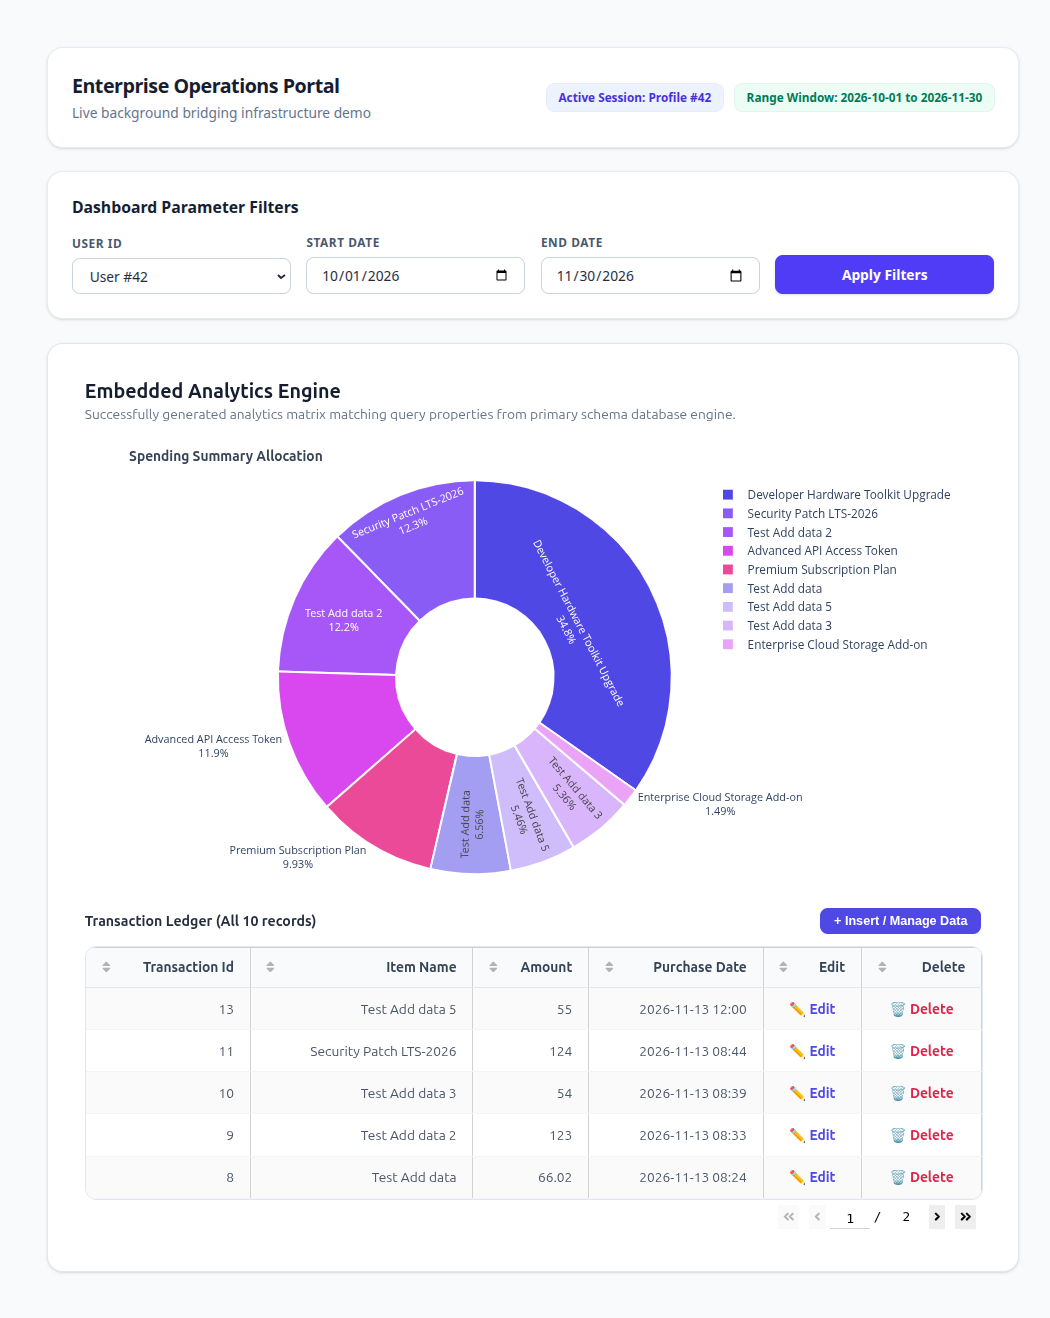 Enterprise Operations Portal
Live background bridging infrastructure demo
Active Session: Profile #42
Range Window: 2026-10-01 to 2026-11-30
Dashboard Parameter Filters
USER ID
START DATE
END DATE
User #42
10/01/2026
11/30/2026
Apply Filters
Embedded Analytics Engine
Successfully generated analytics matrix matching query properties from primary schema database engine.
Spending Summary Allocation
Security Patch LTS-2026
12.3%
Developer Hardware Toolkit Upgrade
34.8%
Test Add data 2
12.2%
Advanced API Access Token
11.9%
Premium Subscription Plan
9.93%
Test Add data
6.56%
Test Add data 5
5.46%
Test Add data 3
5.36%
Enterprise Cloud Storage Add-on
1.49%
Developer Hardware Toolkit Upgrade
Security Patch LTS-2026
Test Add data 2
Advanced API Access Token
Premium Subscription Plan
Test Add data
Test Add data 5
Test Add data 3
Enterprise Cloud Storage Add-on
Transaction Ledger (All 10 records)
+ Insert / Manage Data
Transaction Id Item Name Amount Purchase Date Edit Delete
13 Test Add data 5 55 2026-11-13 12:00 ✏️ Edit 🗑️ Delete
11 Security Patch LTS-2026 124 2026-11-13 08:44 ✏️ Edit 🗑️ Delete
10 Test Add data 3 54 2026-11-13 08:39 ✏️ Edit 🗑️ Delete
9 Test Add data 2 123 2026-11-13 08:33 ✏️ Edit 🗑️ Delete
8 Test Add data 66.02 2026-11-13 08:24 ✏️ Edit 🗑️ Delete
1 / 2